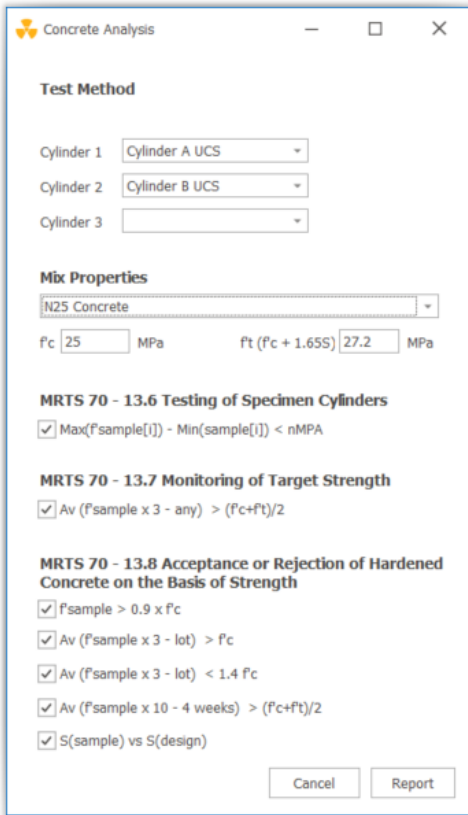 Concrete Analysis
Test Method
Cylinder 1 Cylinder A UCS
Cylinder 2 Cylinder B UCS
Cylinder 3
Mix Properties
N25 Concrete
f'c 25 MPa f't (f'c + 1.65S) 27.2 MPa
MRTS 70 - 13.6 Testing of Specimen Cylinders
Max(f'sample[i]) - Min(sample[i]) < nMPA
MRTS 70 - 13.7 Monitoring of Target Strength
Av (f'sample x 3 - any) > (f'c+f't)/2
MRTS 70 - 13.8 Acceptance or Rejection of Hardened
Concrete on the Basis of Strength
f'sample > 0.9 x f'c
Av (f'sample x 3 - lot) > f'c
Av (f'sample x 3 - lot) < 1.4 f'c
Av (f'sample x 10 - 4 weeks) > (f'c+f't)/2
S(sample) vs S(design)
Cancel Report